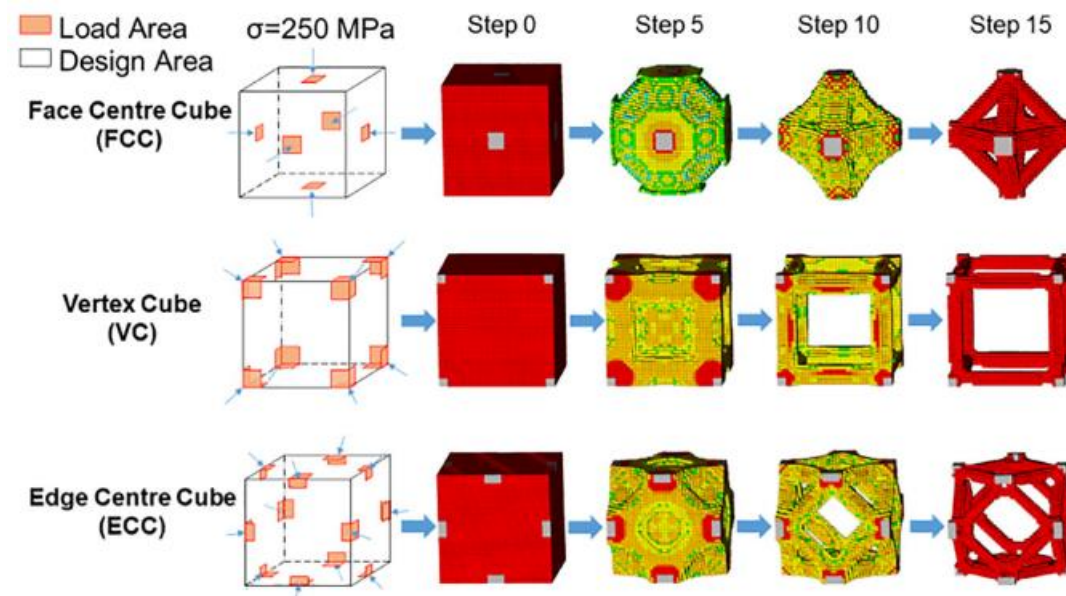 Load Area
Design Area
σ=250 MPa
Step 0
Step 5
Step 10
Step 15
Face Centre Cube
(FCC)
Vertex Cube
(VC)
Edge Centre Cube
(ECC)